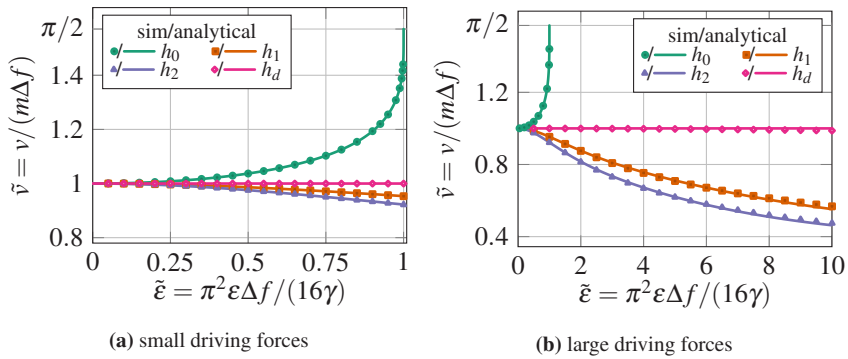 π/2
1.4
1.2
1
0.8
ṽ = v/(mΔf)
sim/analytical
h₀
h₁
h₂
h_d
0
0.25
0.5
0.75
1
ε̃ = π²εΔf/(16γ)
(a) small driving forces
π/2
1.2
0.8
0.4
ṽ = v/(mΔf)
sim/analytical
h₀
h₁
h₂
h_d
0
2
4
6
8
10
ε̃ = π²εΔf/(16γ)
(b) large driving forces